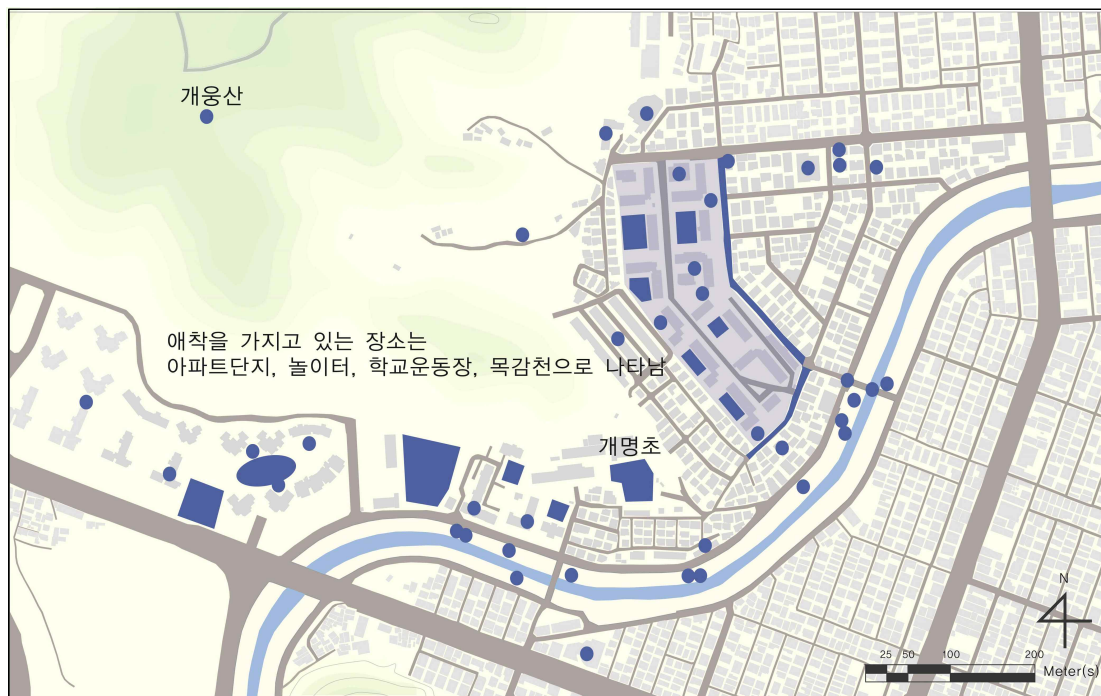 개웅산
애착을 가지고 있는 장소는
아파트단지, 놀이터, 학교운동장, 목감천으로 나타남
개명초
N
25 50 100 200
Meter(s)